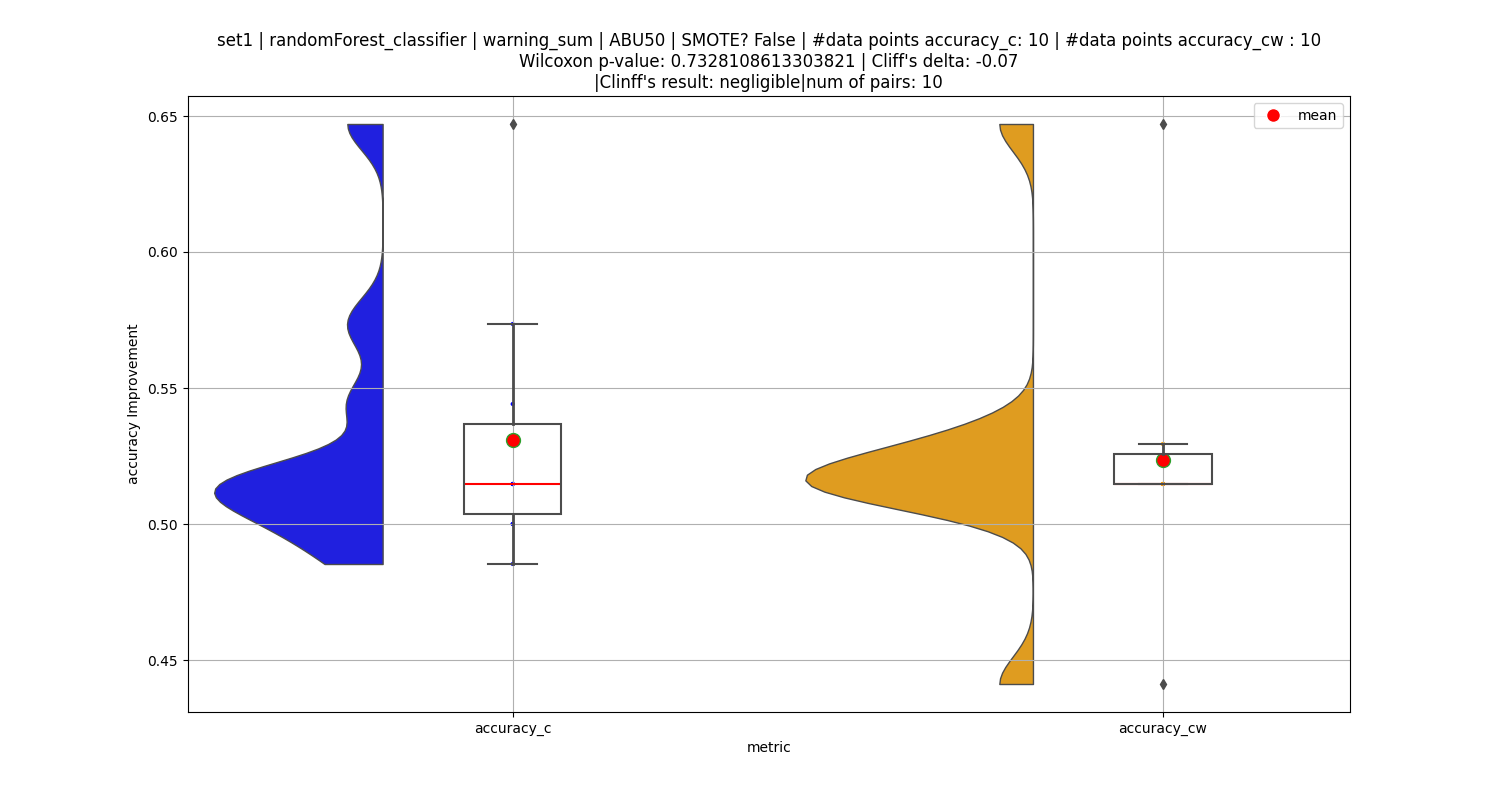 set1 | randomForest_classifier | warning_sum | ABU50 | SMOTE? False | #data points accuracy_c: 10 | #data points accuracy_cw : 10
Wilcoxon p-value: 0.7328108613303821 | Cliff's delta: -0.07
|Clinff's result: negligible|num of pairs: 10
mean
0.65
0.60
0.55
0.50
0.45
accuracy Improvement
accuracy_c
accuracy_cw
metric